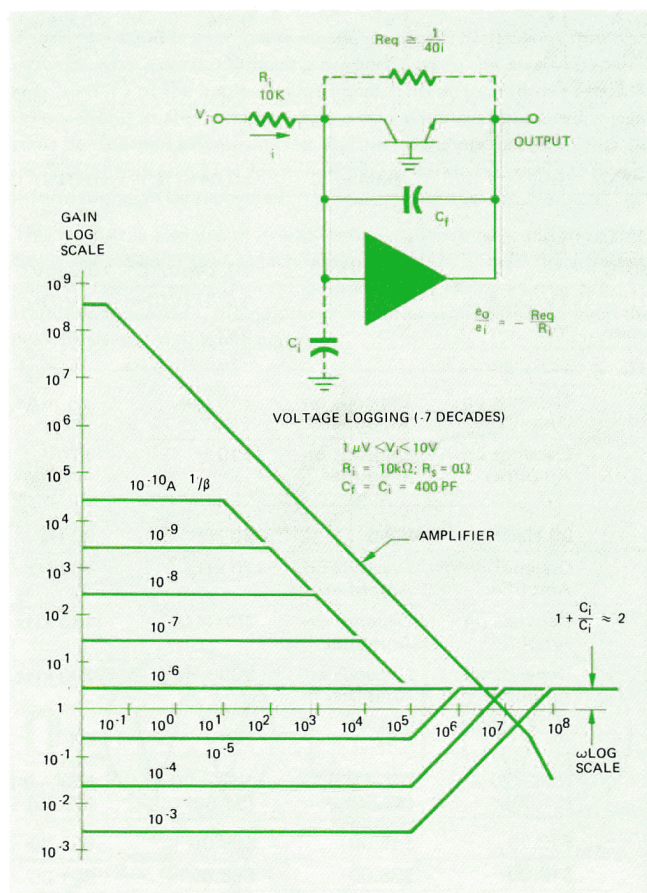 Req ≅ 1/40i
Ri
10K
Vi
i
OUTPUT
Cf
GAIN
LOG
SCALE
Ci
eo/ei = - Req/Ri
VOLTAGE LOGGING (-7 DECADES)
1 μV <Vi< 10V
Ri = 10kΩ; Rs = 0Ω
Cf = Ci = 400 PF
10⁹
10⁸
10⁷
10⁶
10⁵
10⁴
10³
10²
10¹
1
10⁻¹
10⁻²
10⁻³
10⁻¹⁰A 1/β
10⁻⁹
10⁻⁸
10⁻⁷
10⁻⁶
10⁻⁵
10⁻⁴
10⁻³
AMPLIFIER
1 + Ci/Ci ≈ 2
10⁻¹ 10⁰ 10¹ 10² 10³ 10⁴ 10⁵ 10⁶ 10⁷ 10⁸
ωLOG
SCALE